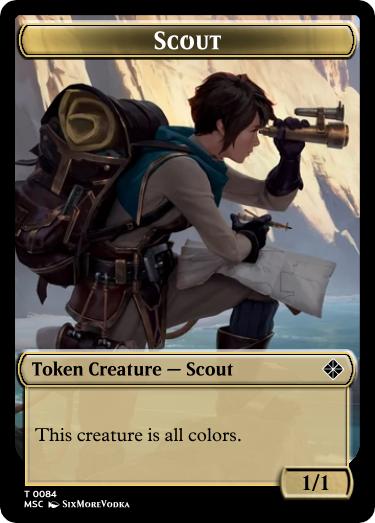 Scout
Token Creature — Scout
This creature is all colors.
1/1
T 0084
MSC SixMoreVodka